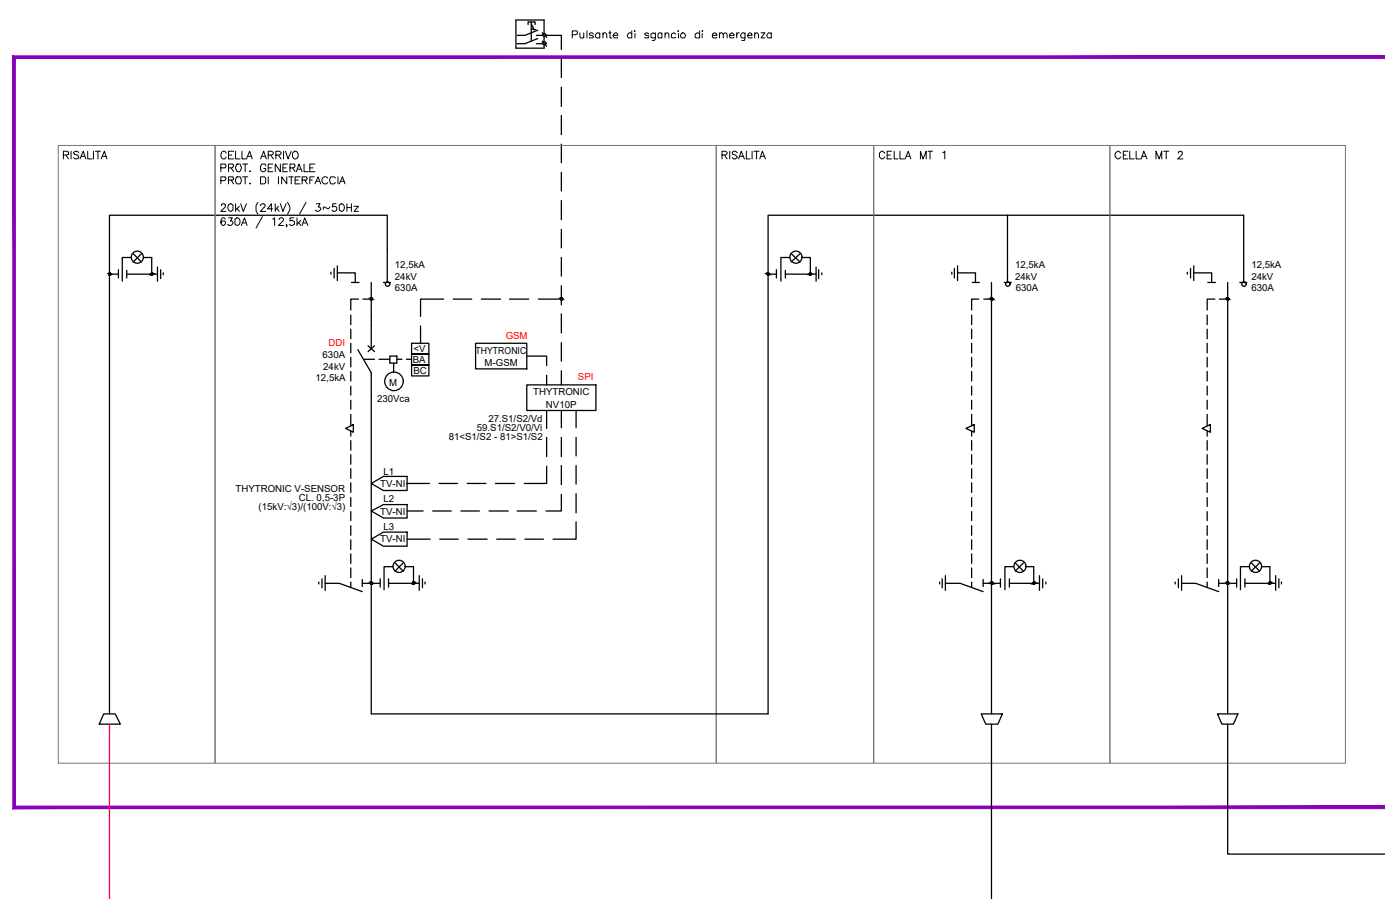 Pulsante di sgancio di emergenza
RISALITA
CELLA ARRIVO
PROT. GENERALE
PROT. DI INTERFACCIA
20kV (24kV) / 3~50Hz
630A / 12,5kA
12,5kA
24kV
630A
DDI
630A
24kV
12,5kA
<V
BA
BC
M
230Vca
GSM
THYTRONIC
M-GSM
SPI
THYTRONIC
NV10P
27.S1/S2/Vd
59.S1/S2/V0/Vi
81<S1/S2 - 81>S1/S2
THYTRONIC V-SENSOR
CL. 0,5-3P
(15kV:√3)/(100V:√3)
L1
TV-NI
L2
TV-NI
L3
TV-NI
RISALITA
CELLA MT 1
12,5kA
24kV
630A
CELLA MT 2
12,5kA
24kV
630A